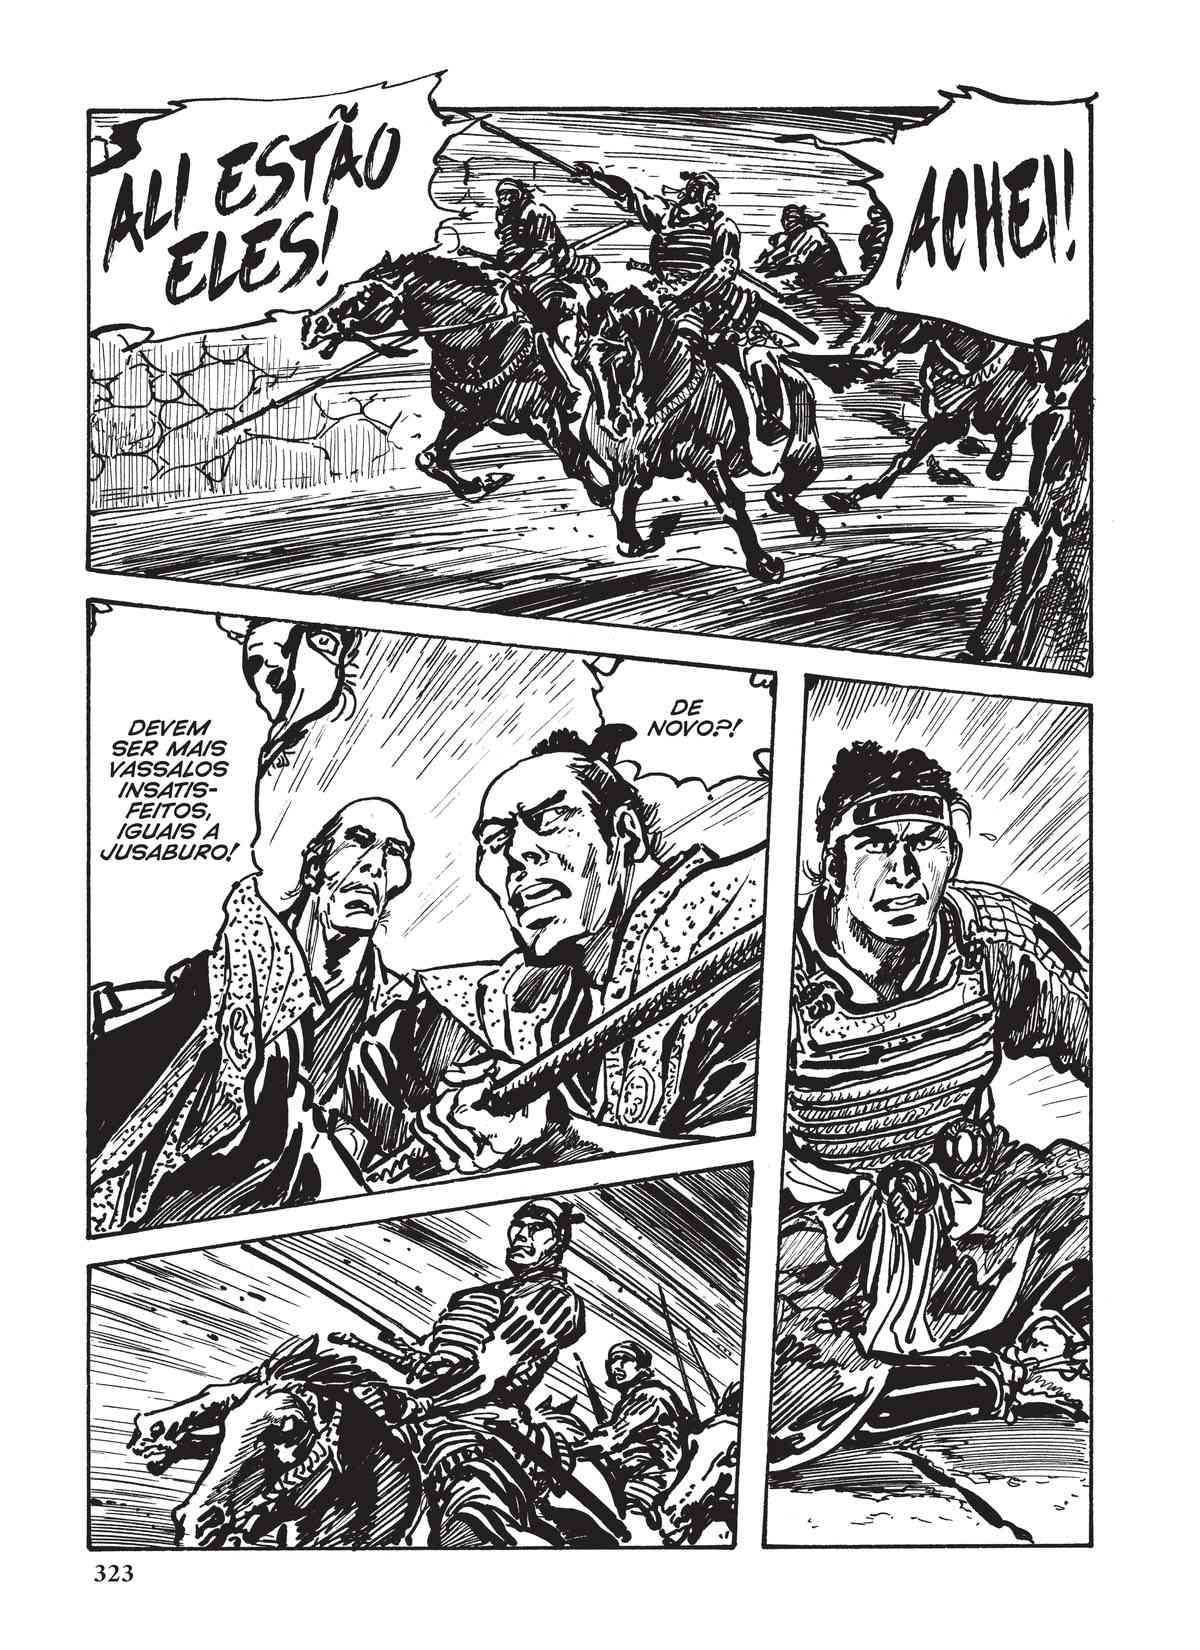 ACHEI!
ALI ESTÃO
ELES!
DE
NOVO?!
DEVEM
SER MAIS
VASSALOS
INSATIS-
FEITOS,
IGUAIS A
JUSABURO!
323